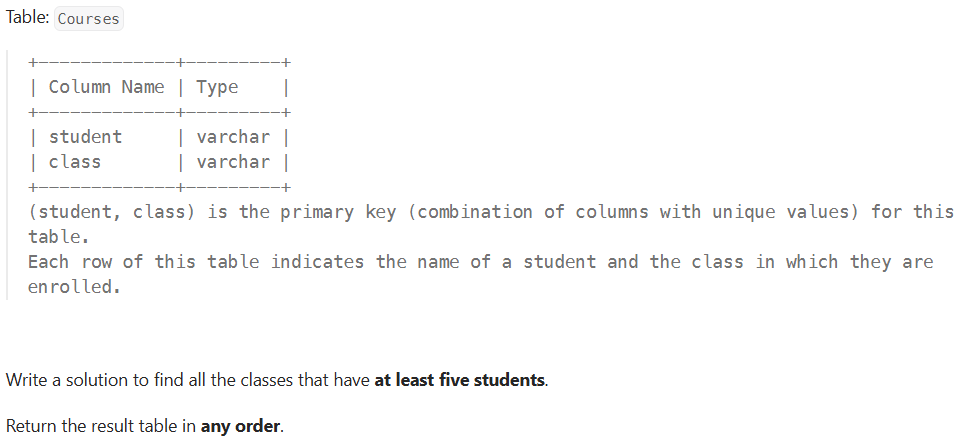 Table: Courses
+-------------+---------+
| Column Name | Type    |
+-------------+---------+
| student     | varchar |
| class       | varchar |
+-------------+---------+
(student, class) is the primary key (combination of columns with unique values) for this
table.
Each row of this table indicates the name of a student and the class in which they are
enrolled.
Write a solution to find all the classes that have at least five students.
Return the result table in any order.